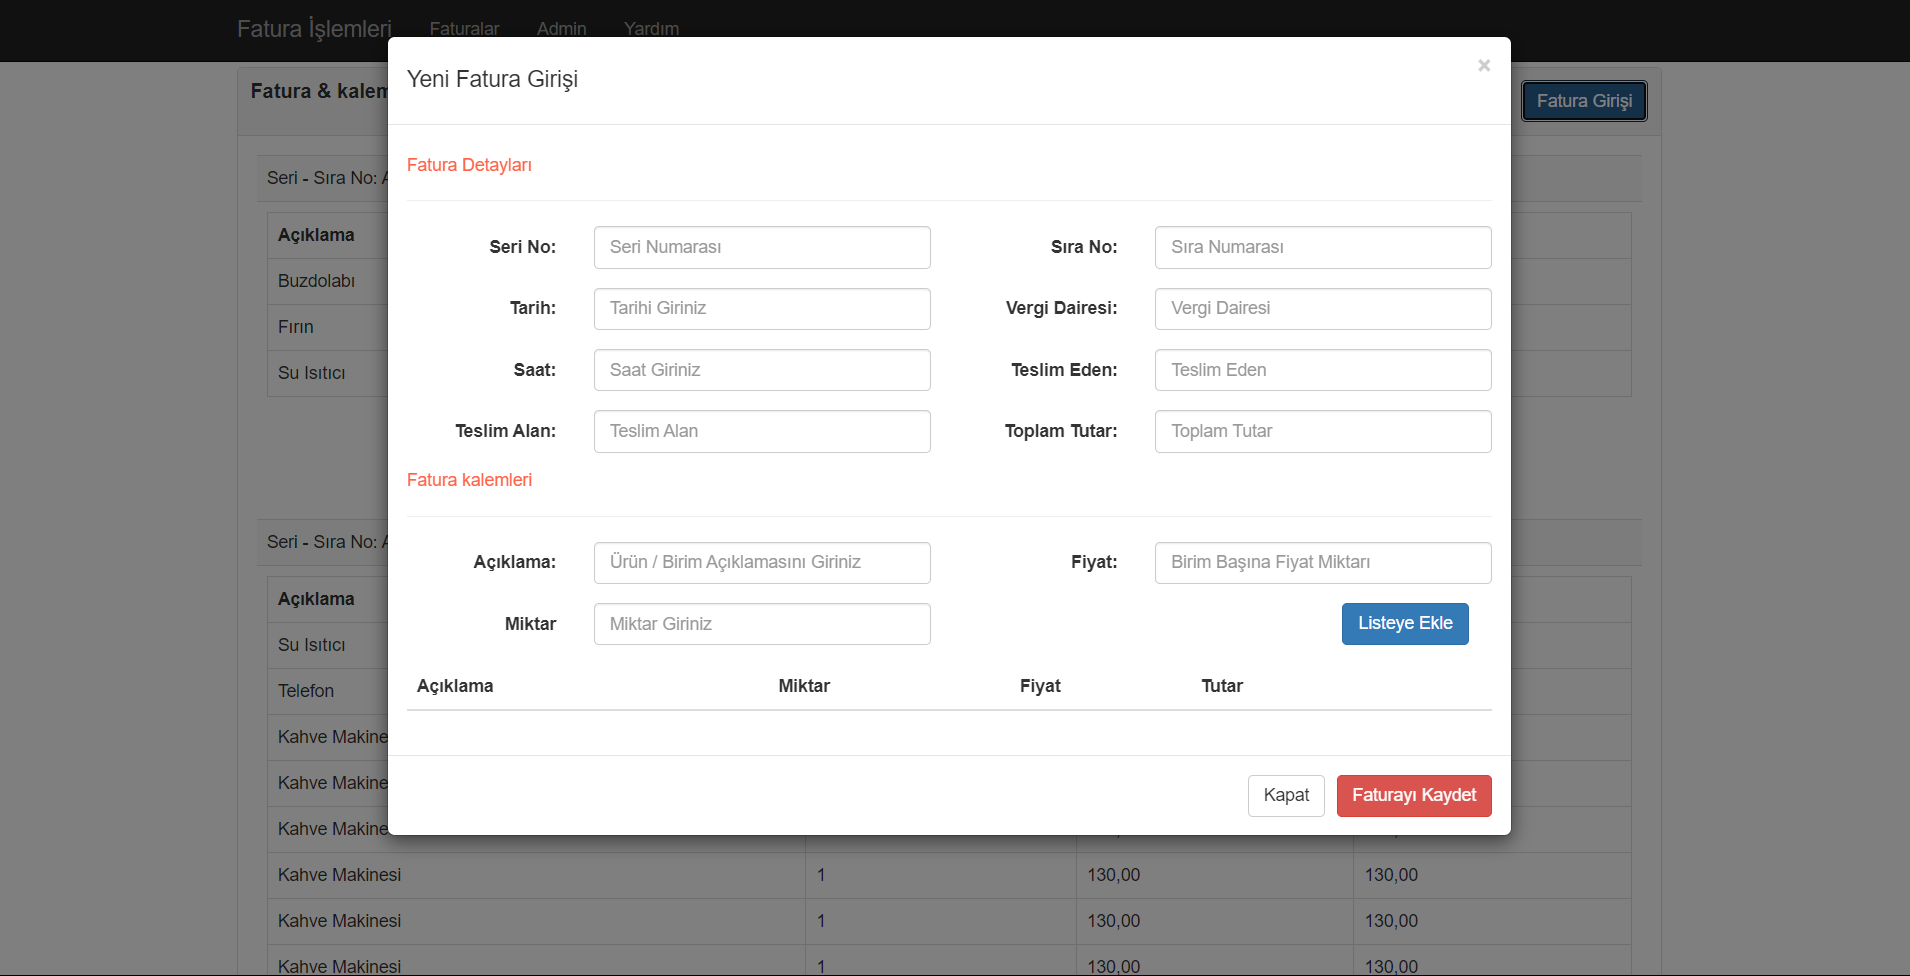 Fatura İşlemleri Faturalar Admin Yardım
Fatura & kalem
Fatura Girişi
Yeni Fatura Girişi ×
Fatura Detayları
Seri No: Seri Numarası Sıra No: Sıra Numarası
Tarih: Tarihi Giriniz Vergi Dairesi: Vergi Dairesi
Saat: Saat Giriniz Teslim Eden: Teslim Eden
Teslim Alan: Teslim Alan Toplam Tutar: Toplam Tutar
Fatura kalemleri
Açıklama: Ürün / Birim Açıklamasını Giriniz Fiyat: Birim Başına Fiyat Miktarı
Miktar Miktar Giriniz Listeye Ekle
Açıklama Miktar Fiyat Tutar
Kapat Faturayı Kaydet
Seri - Sıra No: A
Açıklama
Buzdolabı
Fırın
Su Isıtıcı
Seri - Sıra No: A
Açıklama
Su Isıtıcı
Telefon
Kahve Makine
Kahve Makine
Kahve Makine
Kahve Makinesi 1 130,00 130,00
Kahve Makinesi 1 130,00 130,00
Kahve Makinesi 1 130,00 130,00